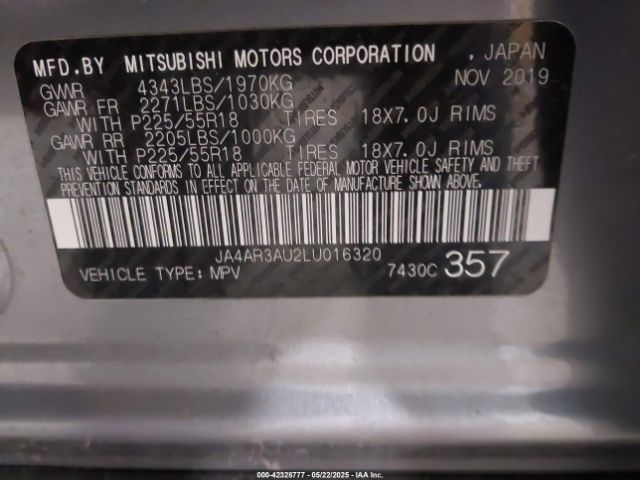 MFD.BY MITSUBISHI MOTORS CORPORATION , JAPAN
GVWR 4343LBS/1970KG NOV 2019
GAWR FR 2271LBS/1030KG
WITH P225/55R18 TIRES 18X7.0J RIMS
GAWR RR 2205LBS/1000KG
WITH P225/55R18 TIRES 18X7.0J RIMS
THIS VEHICLE CONFORMS TO ALL APPLICABLE FEDERAL MOTOR VEHICLE SAFETY AND THEFT
PREVENTION STANDARDS IN EFFECT ON THE DATE OF MANUFACTURE SHOWN ABOVE.
JA4AR3AU2LU016320
VEHICLE TYPE: MPV 7430C 357
000-42328777 - 05/22/2025 - IAA Inc.